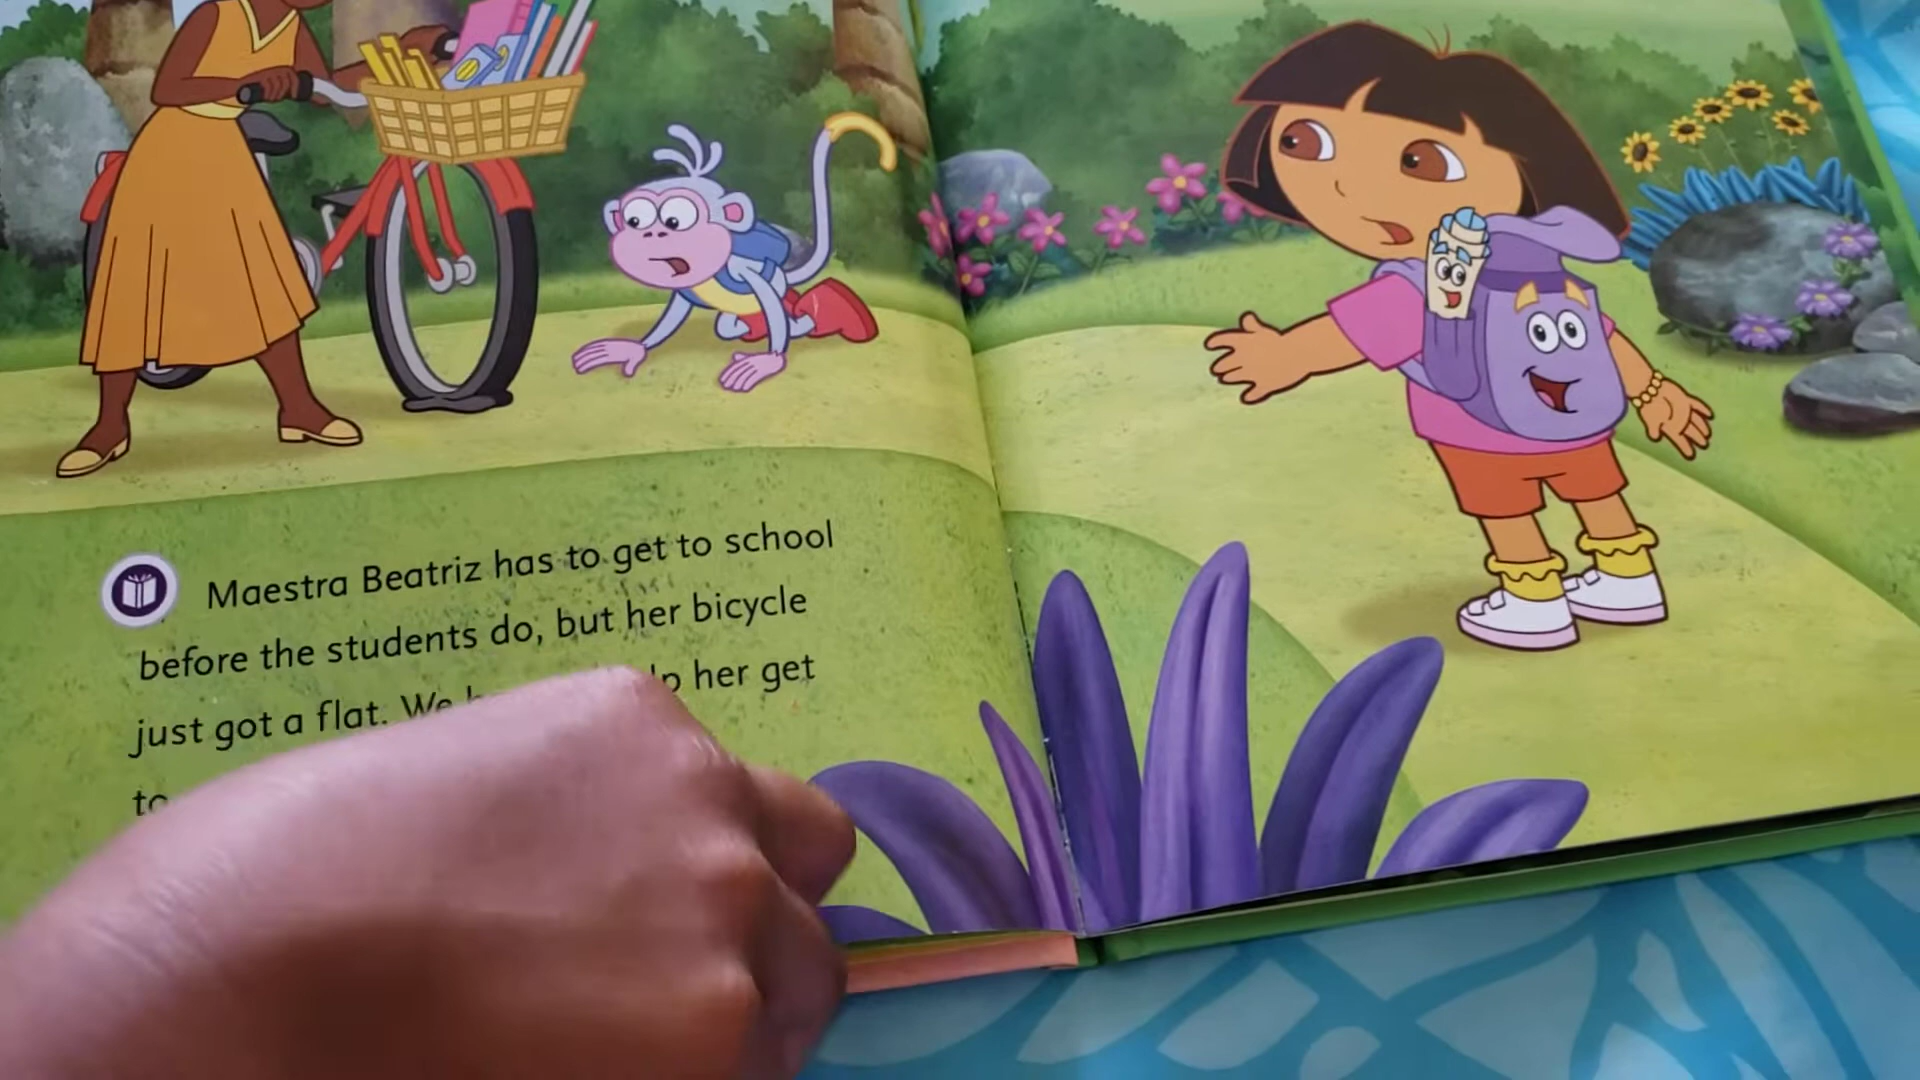 Maestra Beatriz has to get to school
before the students do, but her bicycle
just got a flat. We her get